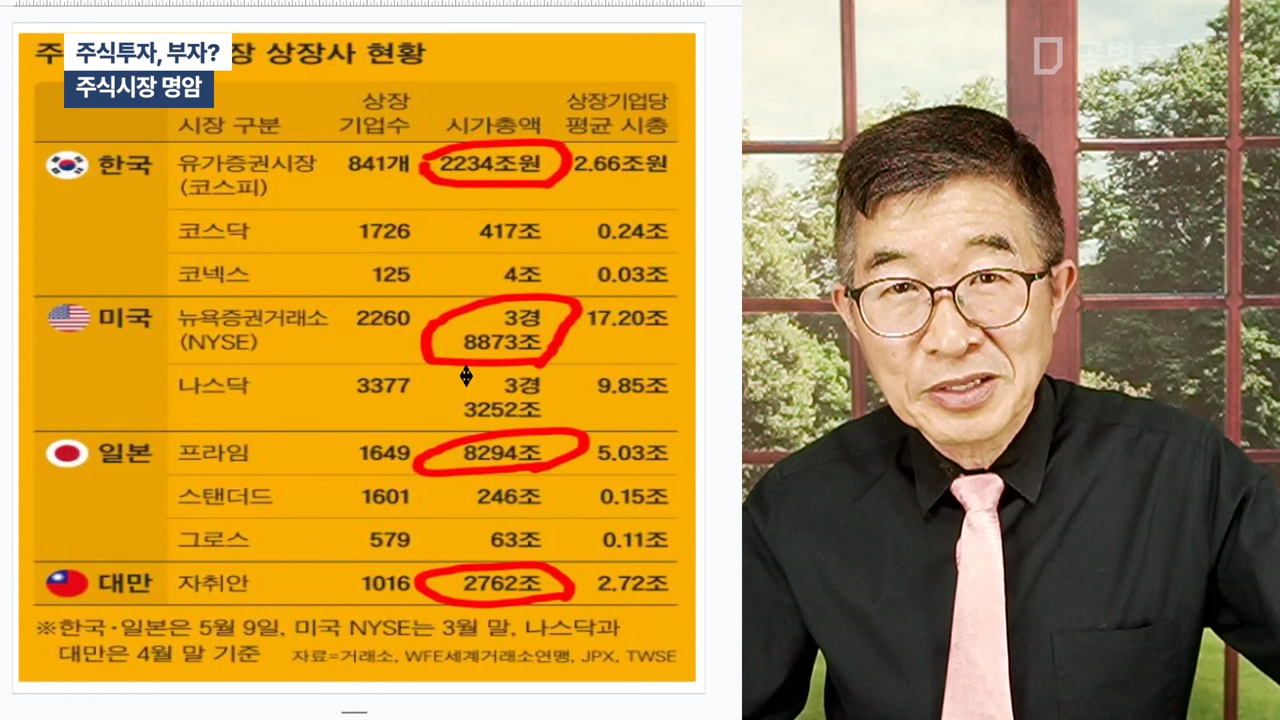 주식투자, 부자?
주식시장 명암
주 장 상장사 현황
시장 구분 상장 기업수 시가총액 상장기업당 평균 시총
한국 유가증권시장 (코스피) 841개 2234조원 2.66조원
코스닥 1726 417조 0.24조
코넥스 125 4조 0.03조
미국 뉴욕증권거래소 (NYSE) 2260 3경 8873조 17.20조
나스닥 3377 3경 3252조 9.85조
일본 프라임 1649 8294조 5.03조
스탠더드 1601 246조 0.15조
그로스 579 63조 0.11조
대만 자취안 1016 2762조 2.72조
※한국·일본은 5월 9일, 미국 NYSE는 3월 말, 나스닥과
대만은 4월 말 기준 자료=거래소, WFE세계거래소연맹, JPX, TWSE